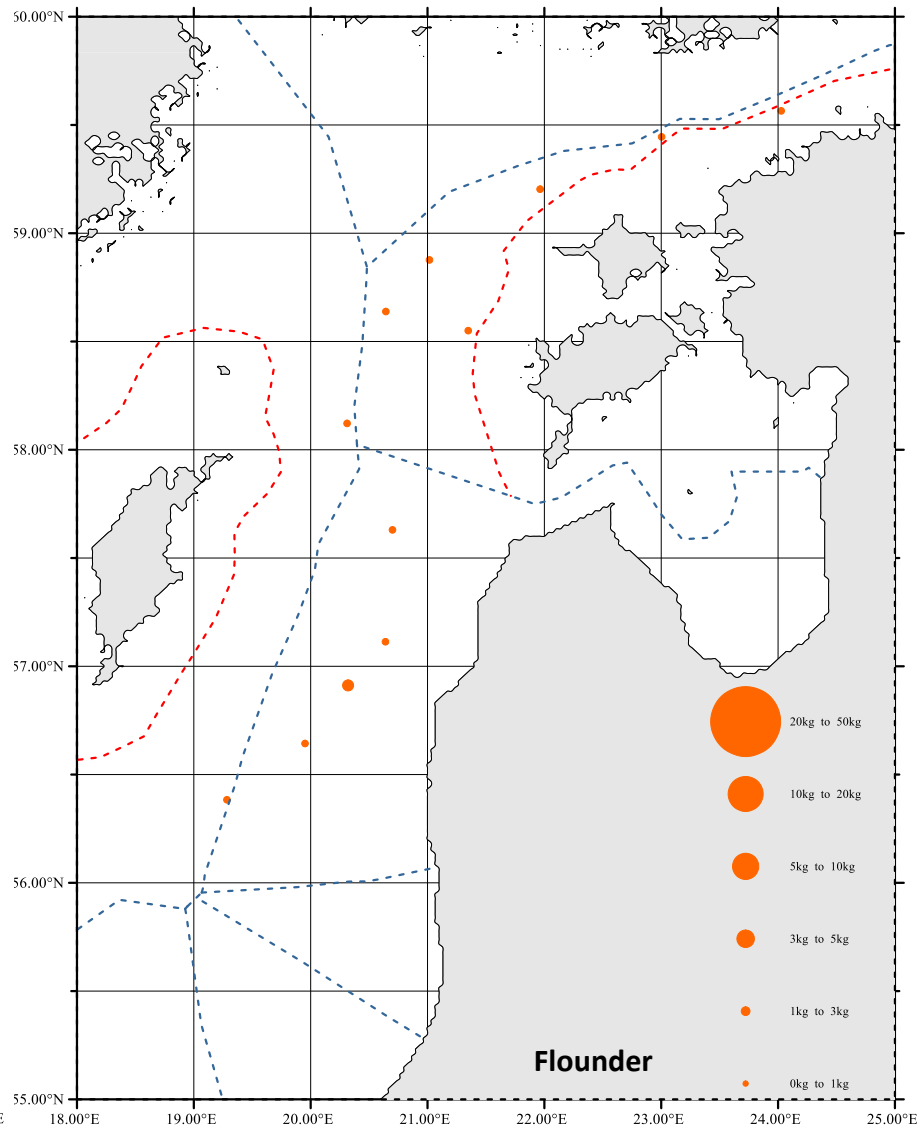 60.00°N
59.00°N
58.00°N
57.00°N
20kg to 50kg
10kg to 20kg
56.00°N
5kg to 10kg
3kg to 5kg
1kg to 3kg
Flounder
0kg to 1kg
55.00°N
E 18.00°E 19.00°E 20.00°E 21.00°E 22.00°E 23.00°E 24.00°E 25.00°E